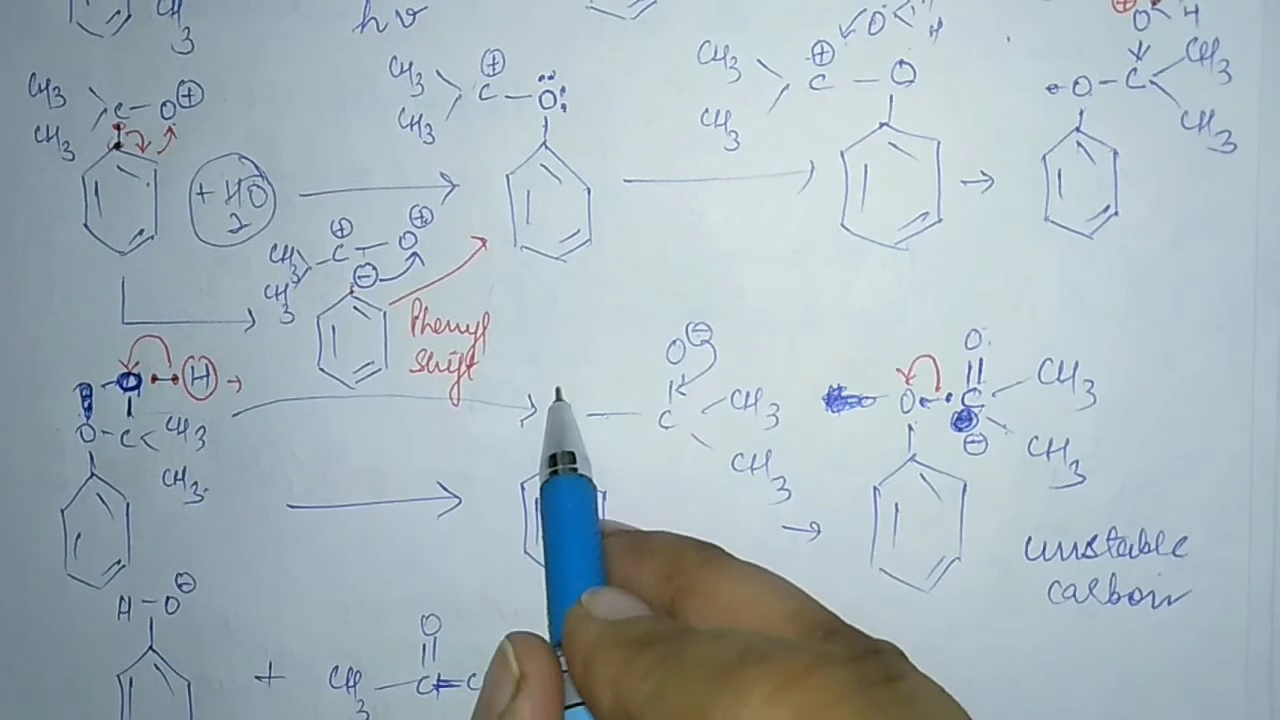 CH3
hν
O H
⊕ O H
CH3 CH3 C – O ⊕
CH3 CH3 ⊕ C – O
CH3 CH3 ⊕ C – O
O – C CH3 CH3
+ H2O
CH3 CH3 ⊕ C – O ⊕
⊖
Phenyl
Shift
H
O – C CH3
CH3
O ⊖
C CH3
CH3
O
O C CH3
⊖ CH3
unstable
carbon
H – O ⊖
+ CH3 – C
O